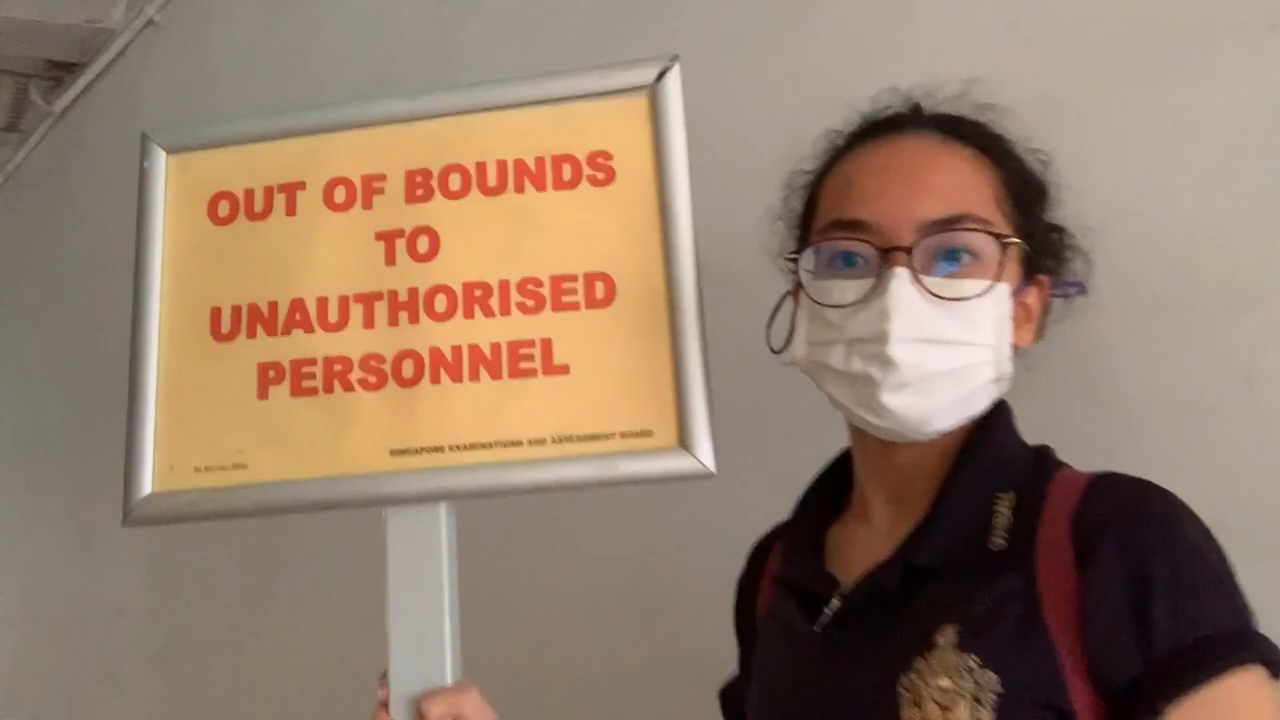 OUT OF BOUNDS
TO
UNAUTHORISED
PERSONNEL
SINGAPORE EXAMINATIONS AND ASSESSMENT BOARD